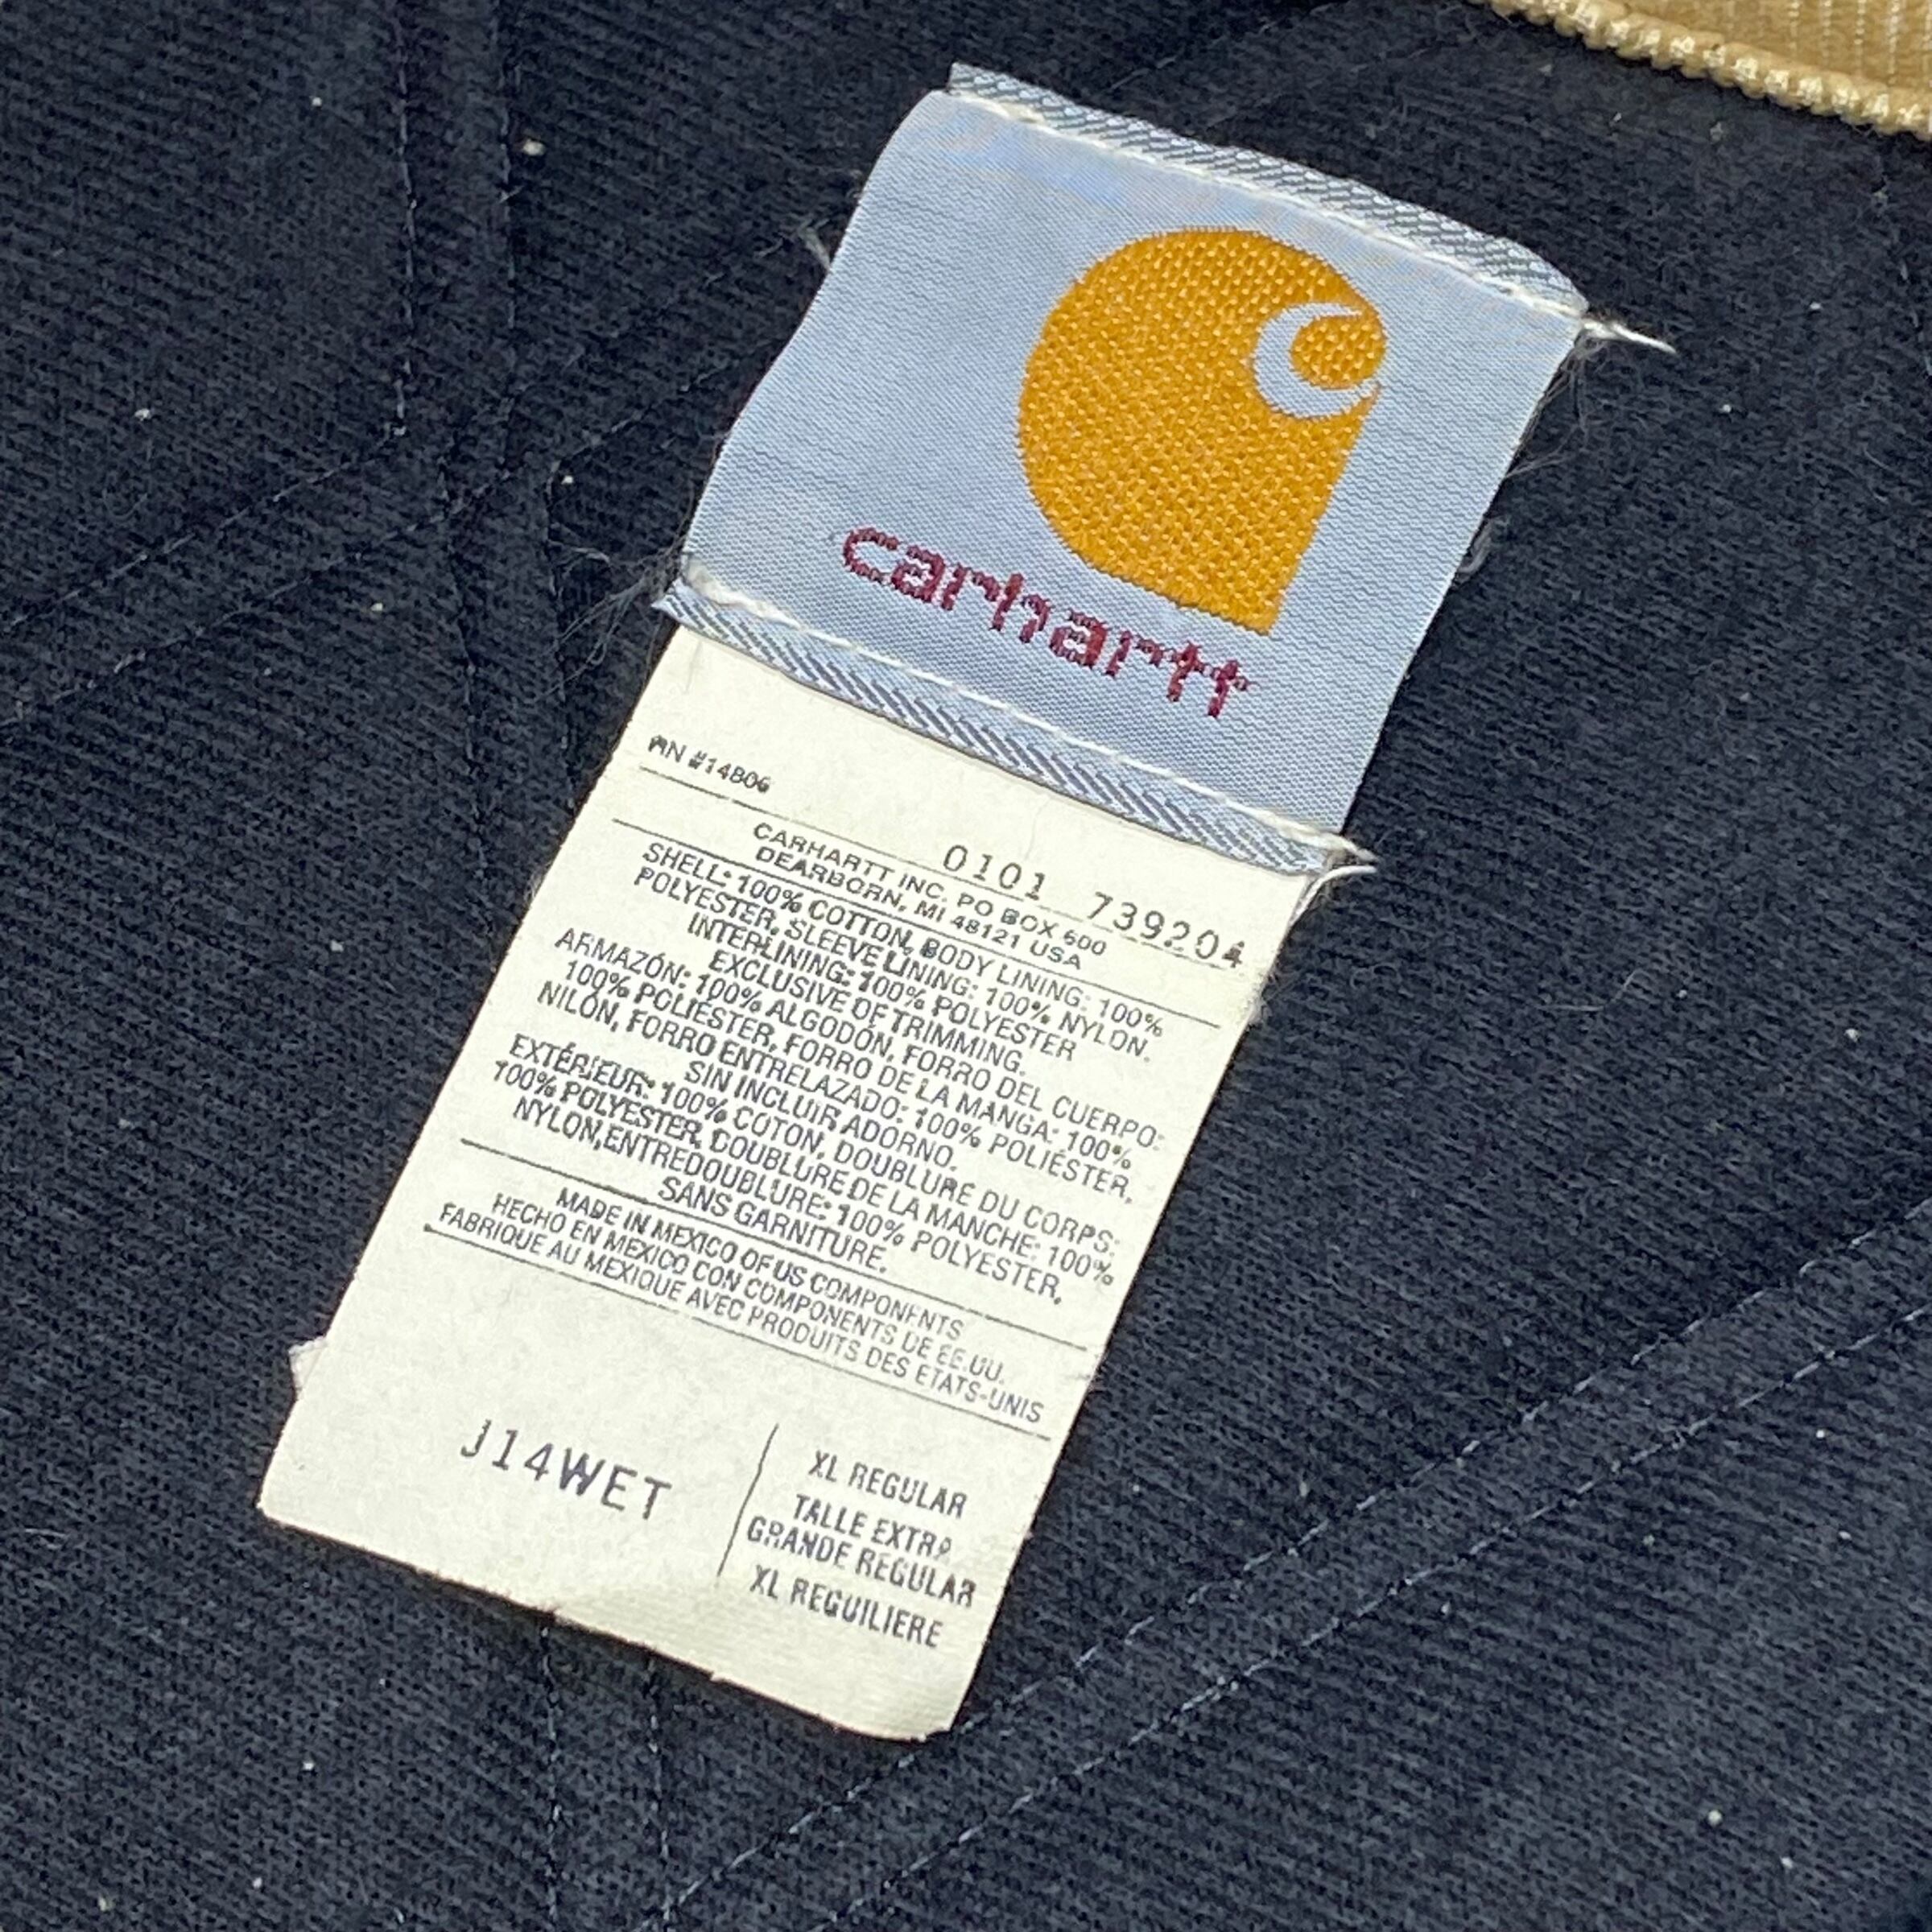 carhartt
RN #14806
0101 739204
CARHARTT INC. PO BOX 600
DEARBORN, MI 48121 USA
SHELL: 100% COTTON, BODY LINING: 100%
POLYESTER, SLEEVE LINING: 100% NYLON.
INTERLINING: 100% POLYESTER
EXCLUSIVE OF TRIMMING.
ARMAZÓN: 100% ALGODÓN, FORRO DEL CUERPO:
100% POLIÉSTER, FORRO DE LA MANGA: 100%
NILÓN, FORRO ENTRELAZADO: 100% POLIÉSTER,
SIN INCLUIR ADORNO.
EXTÉRIEUR: 100% COTON, DOUBLURE DU CORPS:
100% POLYESTER, DOUBLURE DE LA MANCHE: 100%
NYLON,ENTREDOUBLURE: 100% POLYESTER,
SANS GARNITURE.
MADE IN MEXICO OF US COMPONENTS
HECHO EN MEXICO CON COMPONENTS DE EE.UU.
FABRIQUE AU MEXIQUE AVEC PRODUITS DES ETATS-UNIS
J14WET
XL REGULAR
TALLE EXTRA
GRANDE REGULAR
XL REGUILIERE